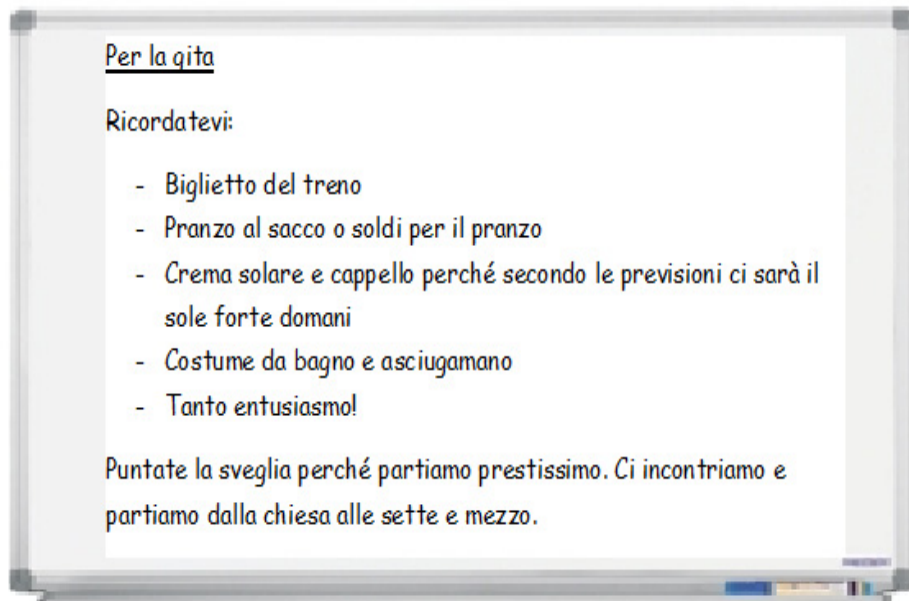 Per la gita
Ricordatevi:
- Biglietto del treno
- Pranzo al sacco o soldi per il pranzo
- Crema solare e cappello perché secondo le previsioni ci sarà il
sole forte domani
- Costume da bagno e asciugamano
- Tanto entusiasmo!
Puntate la sveglia perché partiamo prestissimo. Ci incontriamo e
partiamo dalla chiesa alle sette e mezzo.